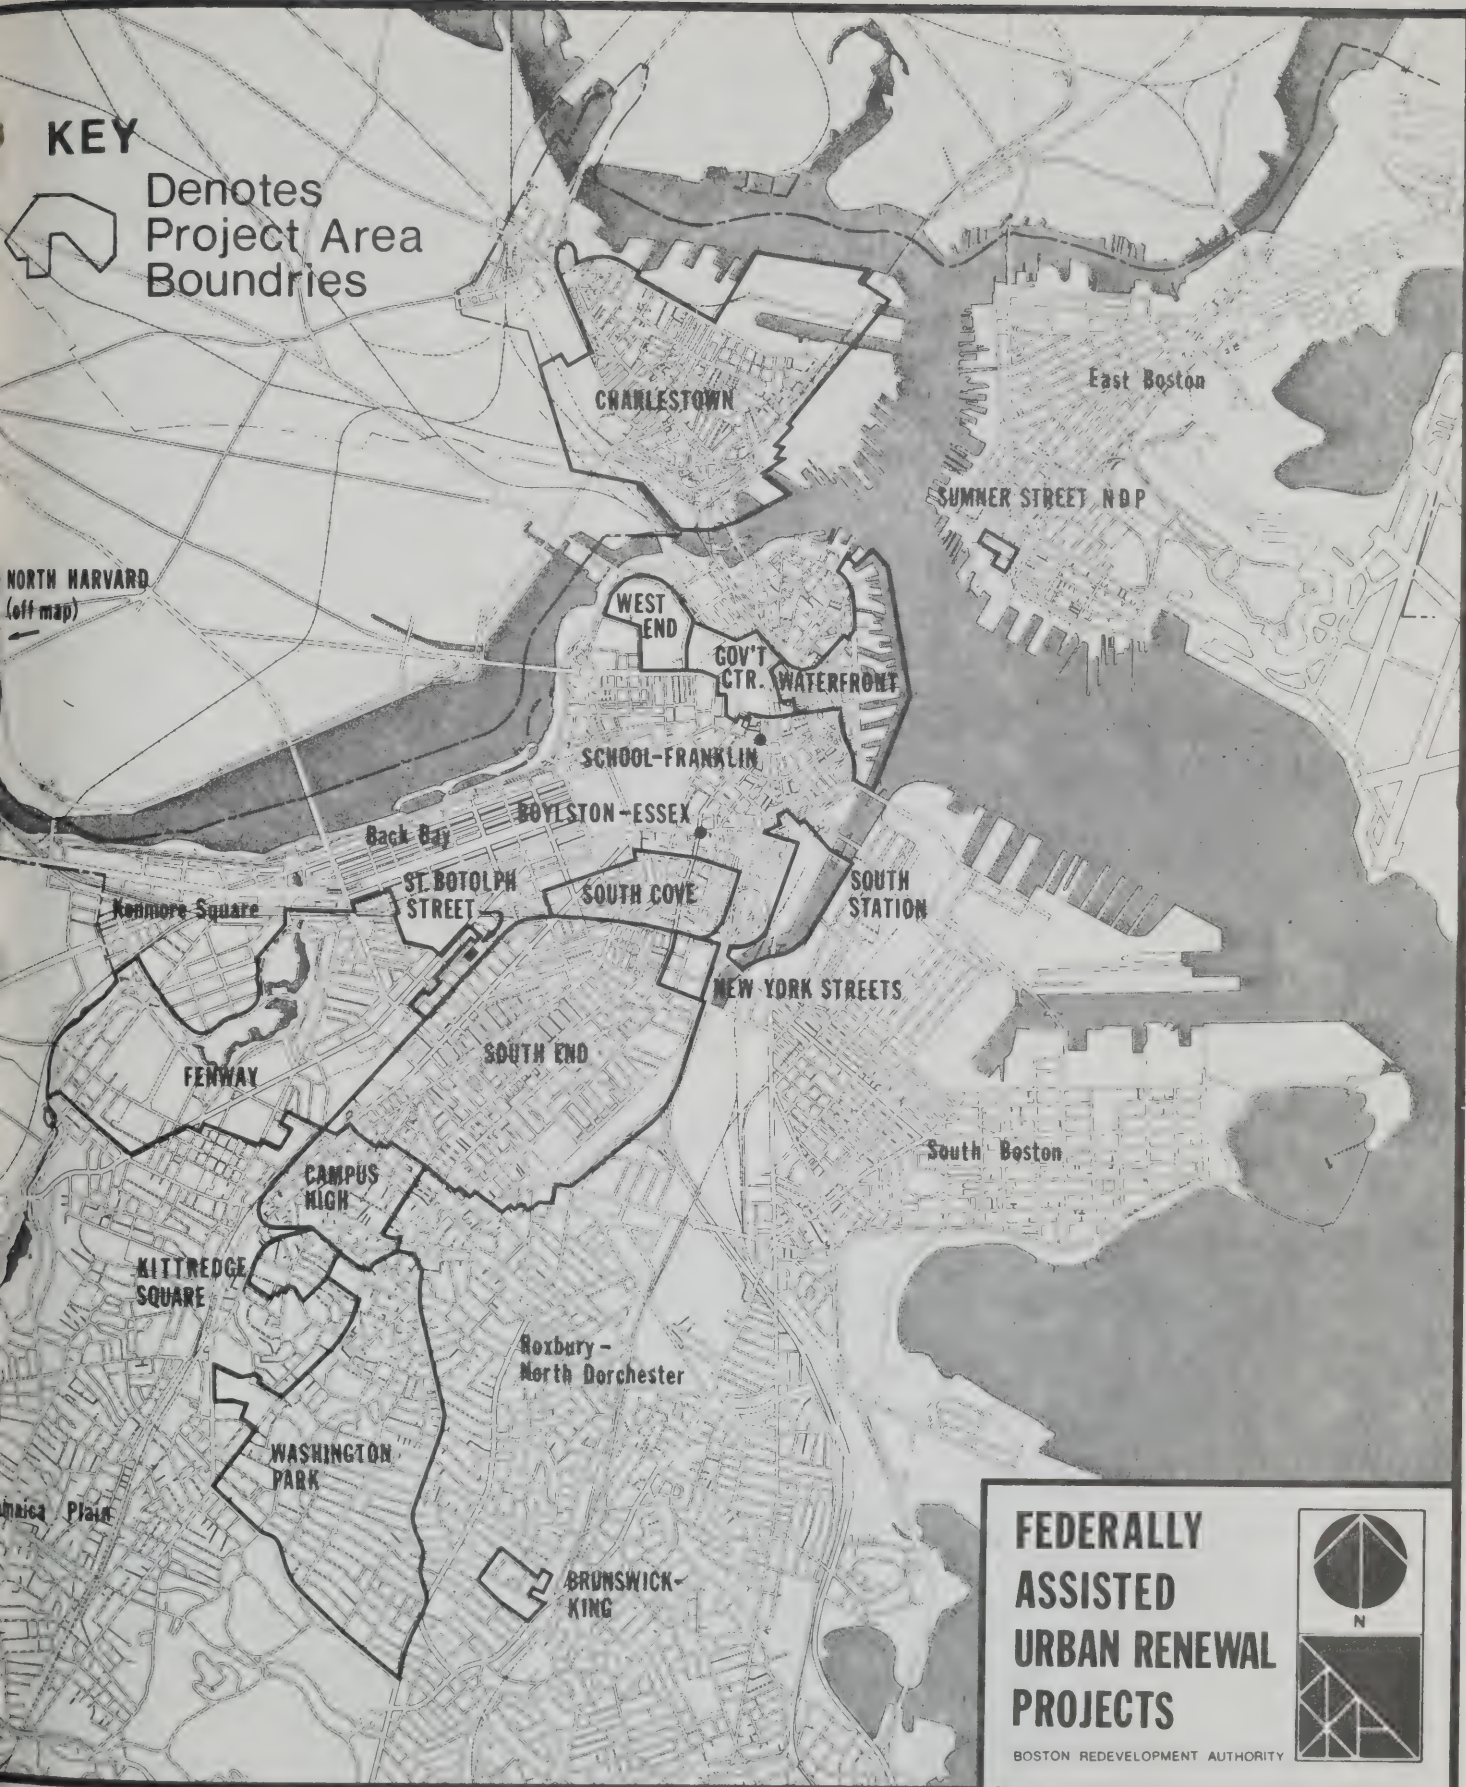 KEY
Denotes
Project Area
Boundries
CHARLESTOWN
East Boston
SUMNER STREET NDP
NORTH HARVARD
(off map)
WEST
END
GOV'T
CTR.
WATERFRONT
SCHOOL-FRANKLIN
BOYLSTON-ESSEX
Back Bay
ST. BOTOLPH
STREET
SOUTH COVE
SOUTH
STATION
Kenmore Square
NEW YORK STREETS
SOUTH END
FENWAY
South Boston
CAMPUS
HIGH
KITTREDGE
SQUARE
Roxbury-
North Dorchester
WASHINGTON
PARK
maica Plain
BRUNSWICK-
KING
FEDERALLY
ASSISTED
URBAN RENEWAL
PROJECTS
BOSTON REDEVELOPMENT AUTHORITY
N